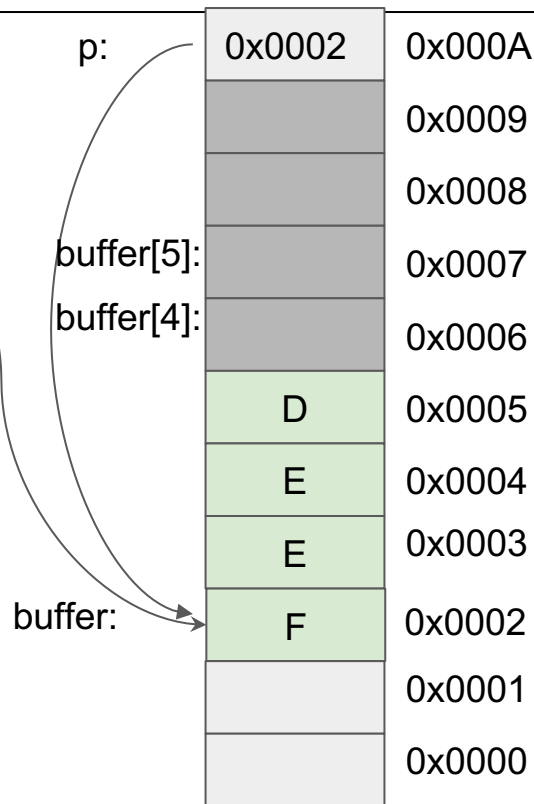 p: 0x0002 0x000A
0x0009
0x0008
buffer[5]: 0x0007
buffer[4]: 0x0006
D 0x0005
E 0x0004
E 0x0003
buffer: F 0x0002
0x0001
0x0000